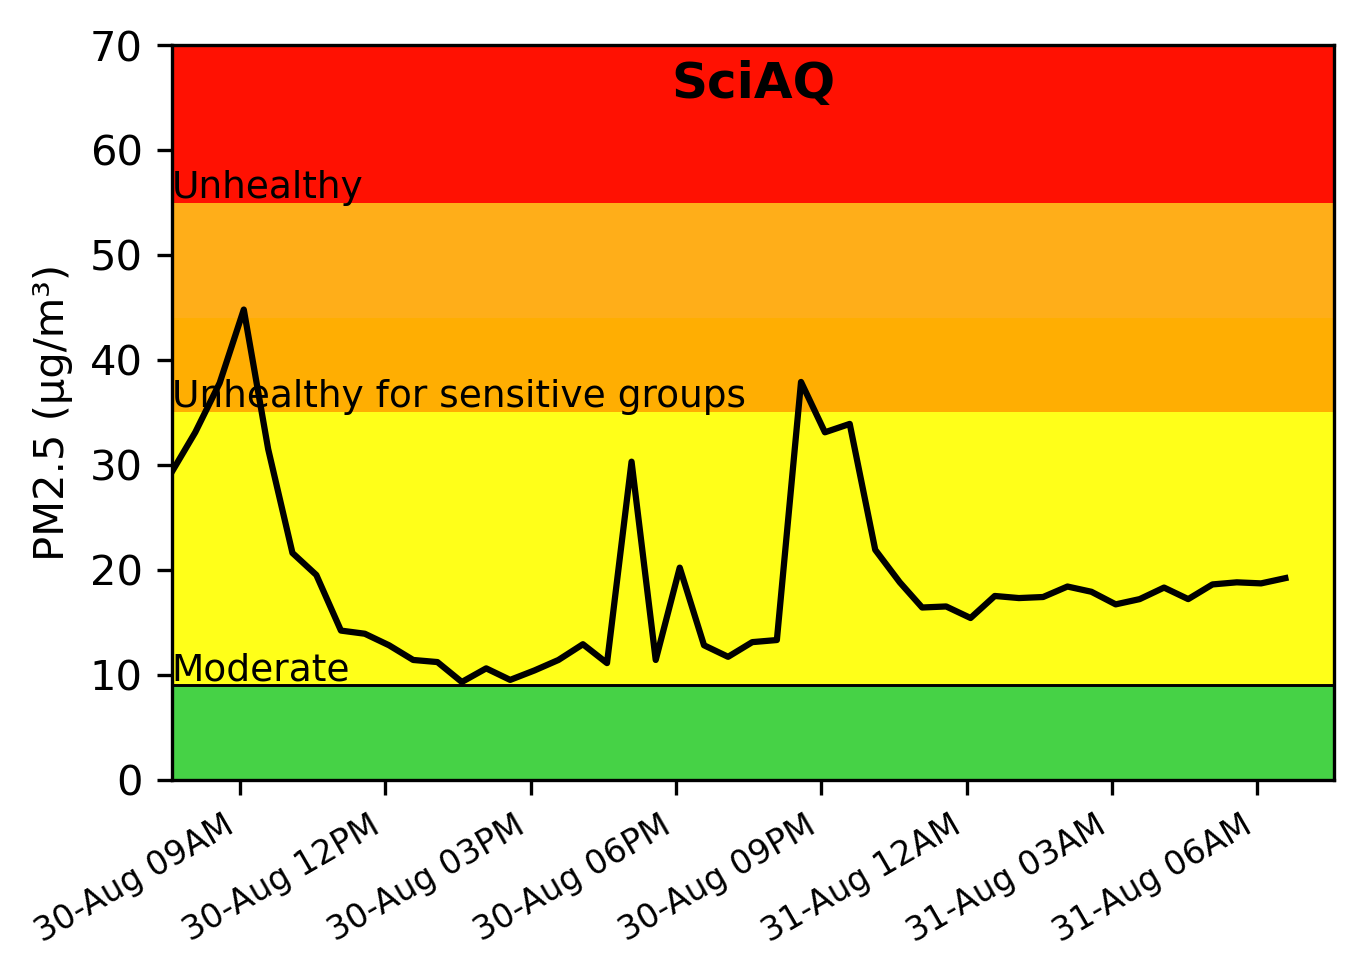 SciAQ
70
60
50
40
30
20
10
0
PM2.5 (µg/m³)
Unhealthy
Unhealthy for sensitive groups
Moderate
30-Aug 09AM
30-Aug 12PM
30-Aug 03PM
30-Aug 06PM
30-Aug 09PM
31-Aug 12AM
31-Aug 03AM
31-Aug 06AM